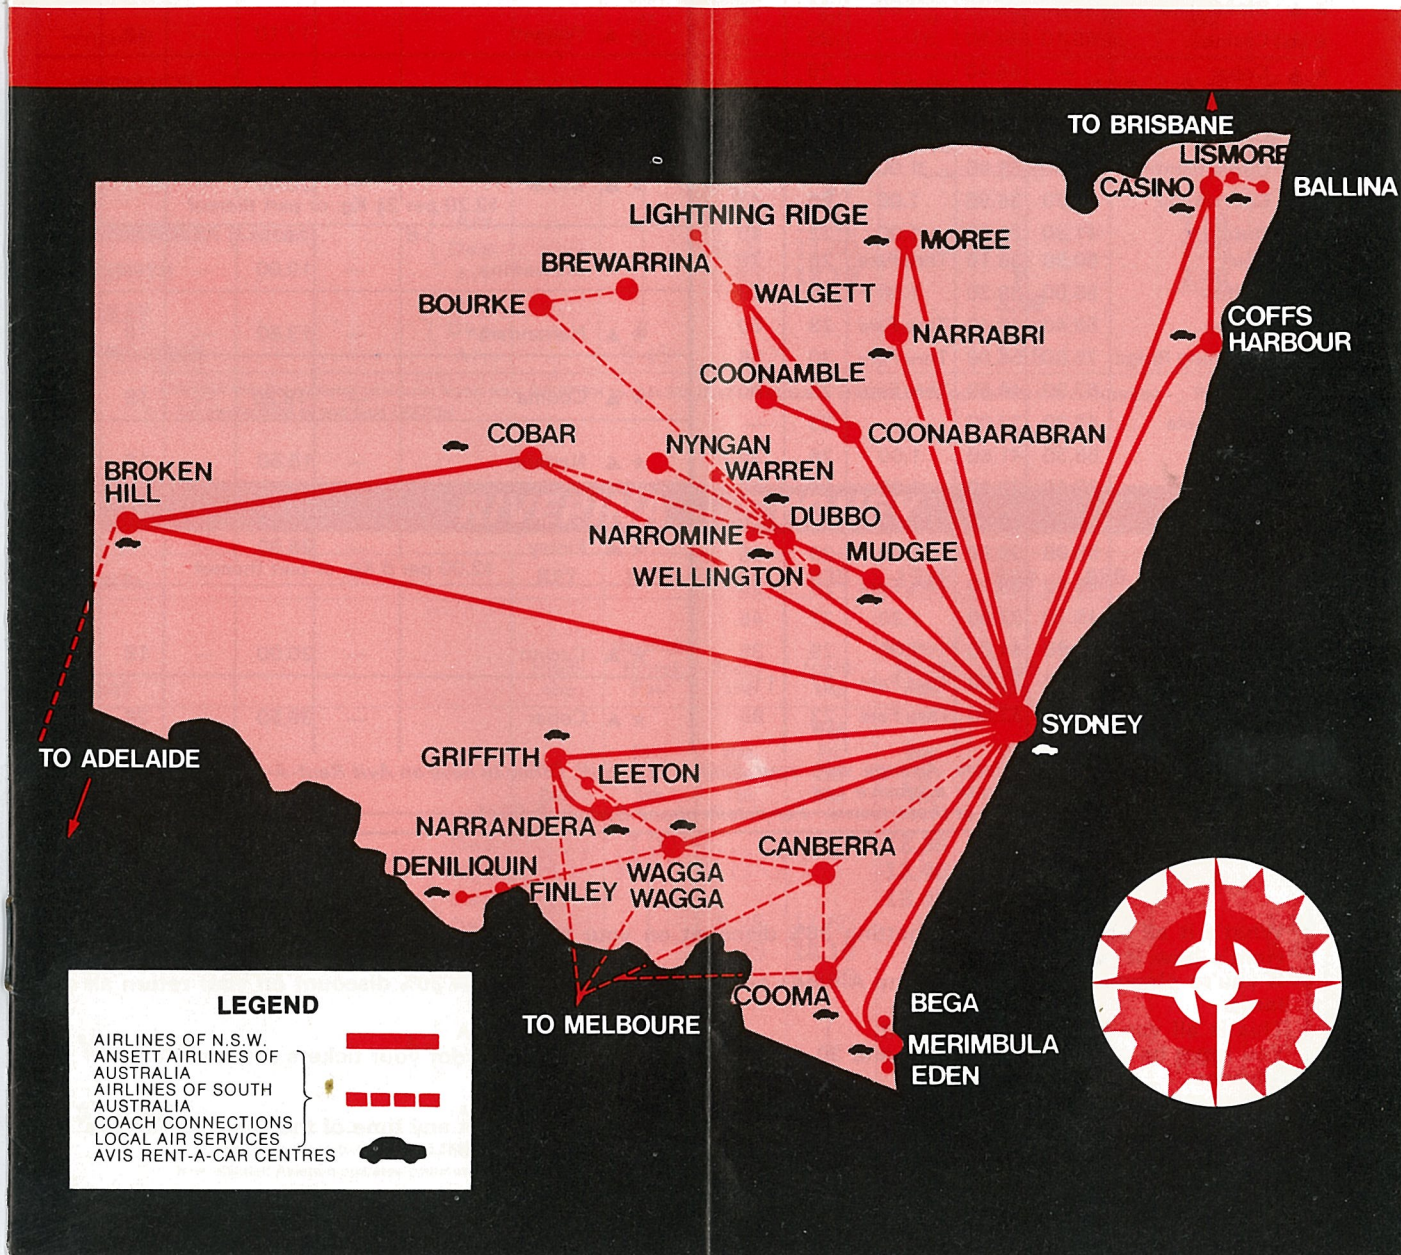 TO BRISBANE
LISMORE
CASINO
BALLINA
LIGHTNING RIDGE
MOREE
BREWARRINA
BOURKE
WALGETT
NARRABRI
COFFS
HARBOUR
COONAMBLE
COBAR
COONABARABRAN
NYNGAN
WARREN
BROKEN
HILL
DUBBO
NARROMINE
MUDGEE
WELLINGTON
SYDNEY
TO ADELAIDE
GRIFFITH
LEETON
NARRANDERA
CANBERRA
DENILIQUIN
WAGGA
WAGGA
FINLEY
COOMA
TO MELBOURE
BEGA
MERIMBULA
EDEN
LEGEND
AIRLINES OF N.S.W.
ANSETT AIRLINES OF
AUSTRALIA
AIRLINES OF SOUTH
AUSTRALIA
COACH CONNECTIONS
LOCAL AIR SERVICES
AVIS RENT-A-CAR CENTRES